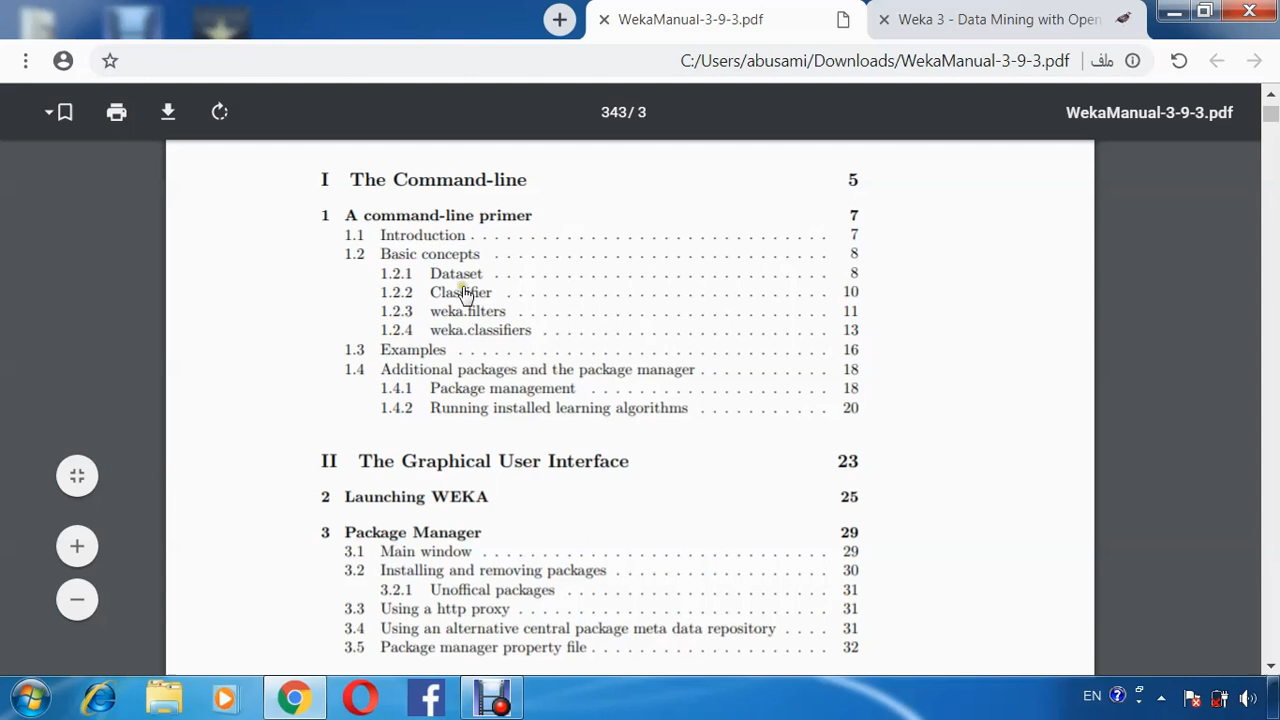 WekaManual-3-9-3.pdf
Weka 3 - Data Mining with Open
C:/Users/abusami/Downloads/WekaManual-3-9-3.pdf
ملف
343 / 3
WekaManual-3-9-3.pdf
I The Command-line 5
1 A command-line primer 7
1.1 Introduction . . . . . . . . . . . . . . . . . . . . . . 7
1.2 Basic concepts . . . . . . . . . . . . . . . . . . . . . 8
1.2.1 Dataset . . . . . . . . . . . . . . . . . . . . . 8
1.2.2 Classifier . . . . . . . . . . . . . . . . . . . . 10
1.2.3 weka.filters . . . . . . . . . . . . . . . . . . . 11
1.2.4 weka.classifiers . . . . . . . . . . . . . . . . . 13
1.3 Examples . . . . . . . . . . . . . . . . . . . . . . . 16
1.4 Additional packages and the package manager . . . . . . . . 18
1.4.1 Package management . . . . . . . . . . . . . . . 18
1.4.2 Running installed learning algorithms . . . . . . . . 20
II The Graphical User Interface 23
2 Launching WEKA 25
3 Package Manager 29
3.1 Main window . . . . . . . . . . . . . . . . . . . . . 29
3.2 Installing and removing packages . . . . . . . . . . . . . 30
3.2.1 Unoffical packages . . . . . . . . . . . . . . . . 31
3.3 Using a http proxy . . . . . . . . . . . . . . . . . . . 31
3.4 Using an alternative central package meta data repository . . . . 31
3.5 Package manager property file . . . . . . . . . . . . . . 32
EN